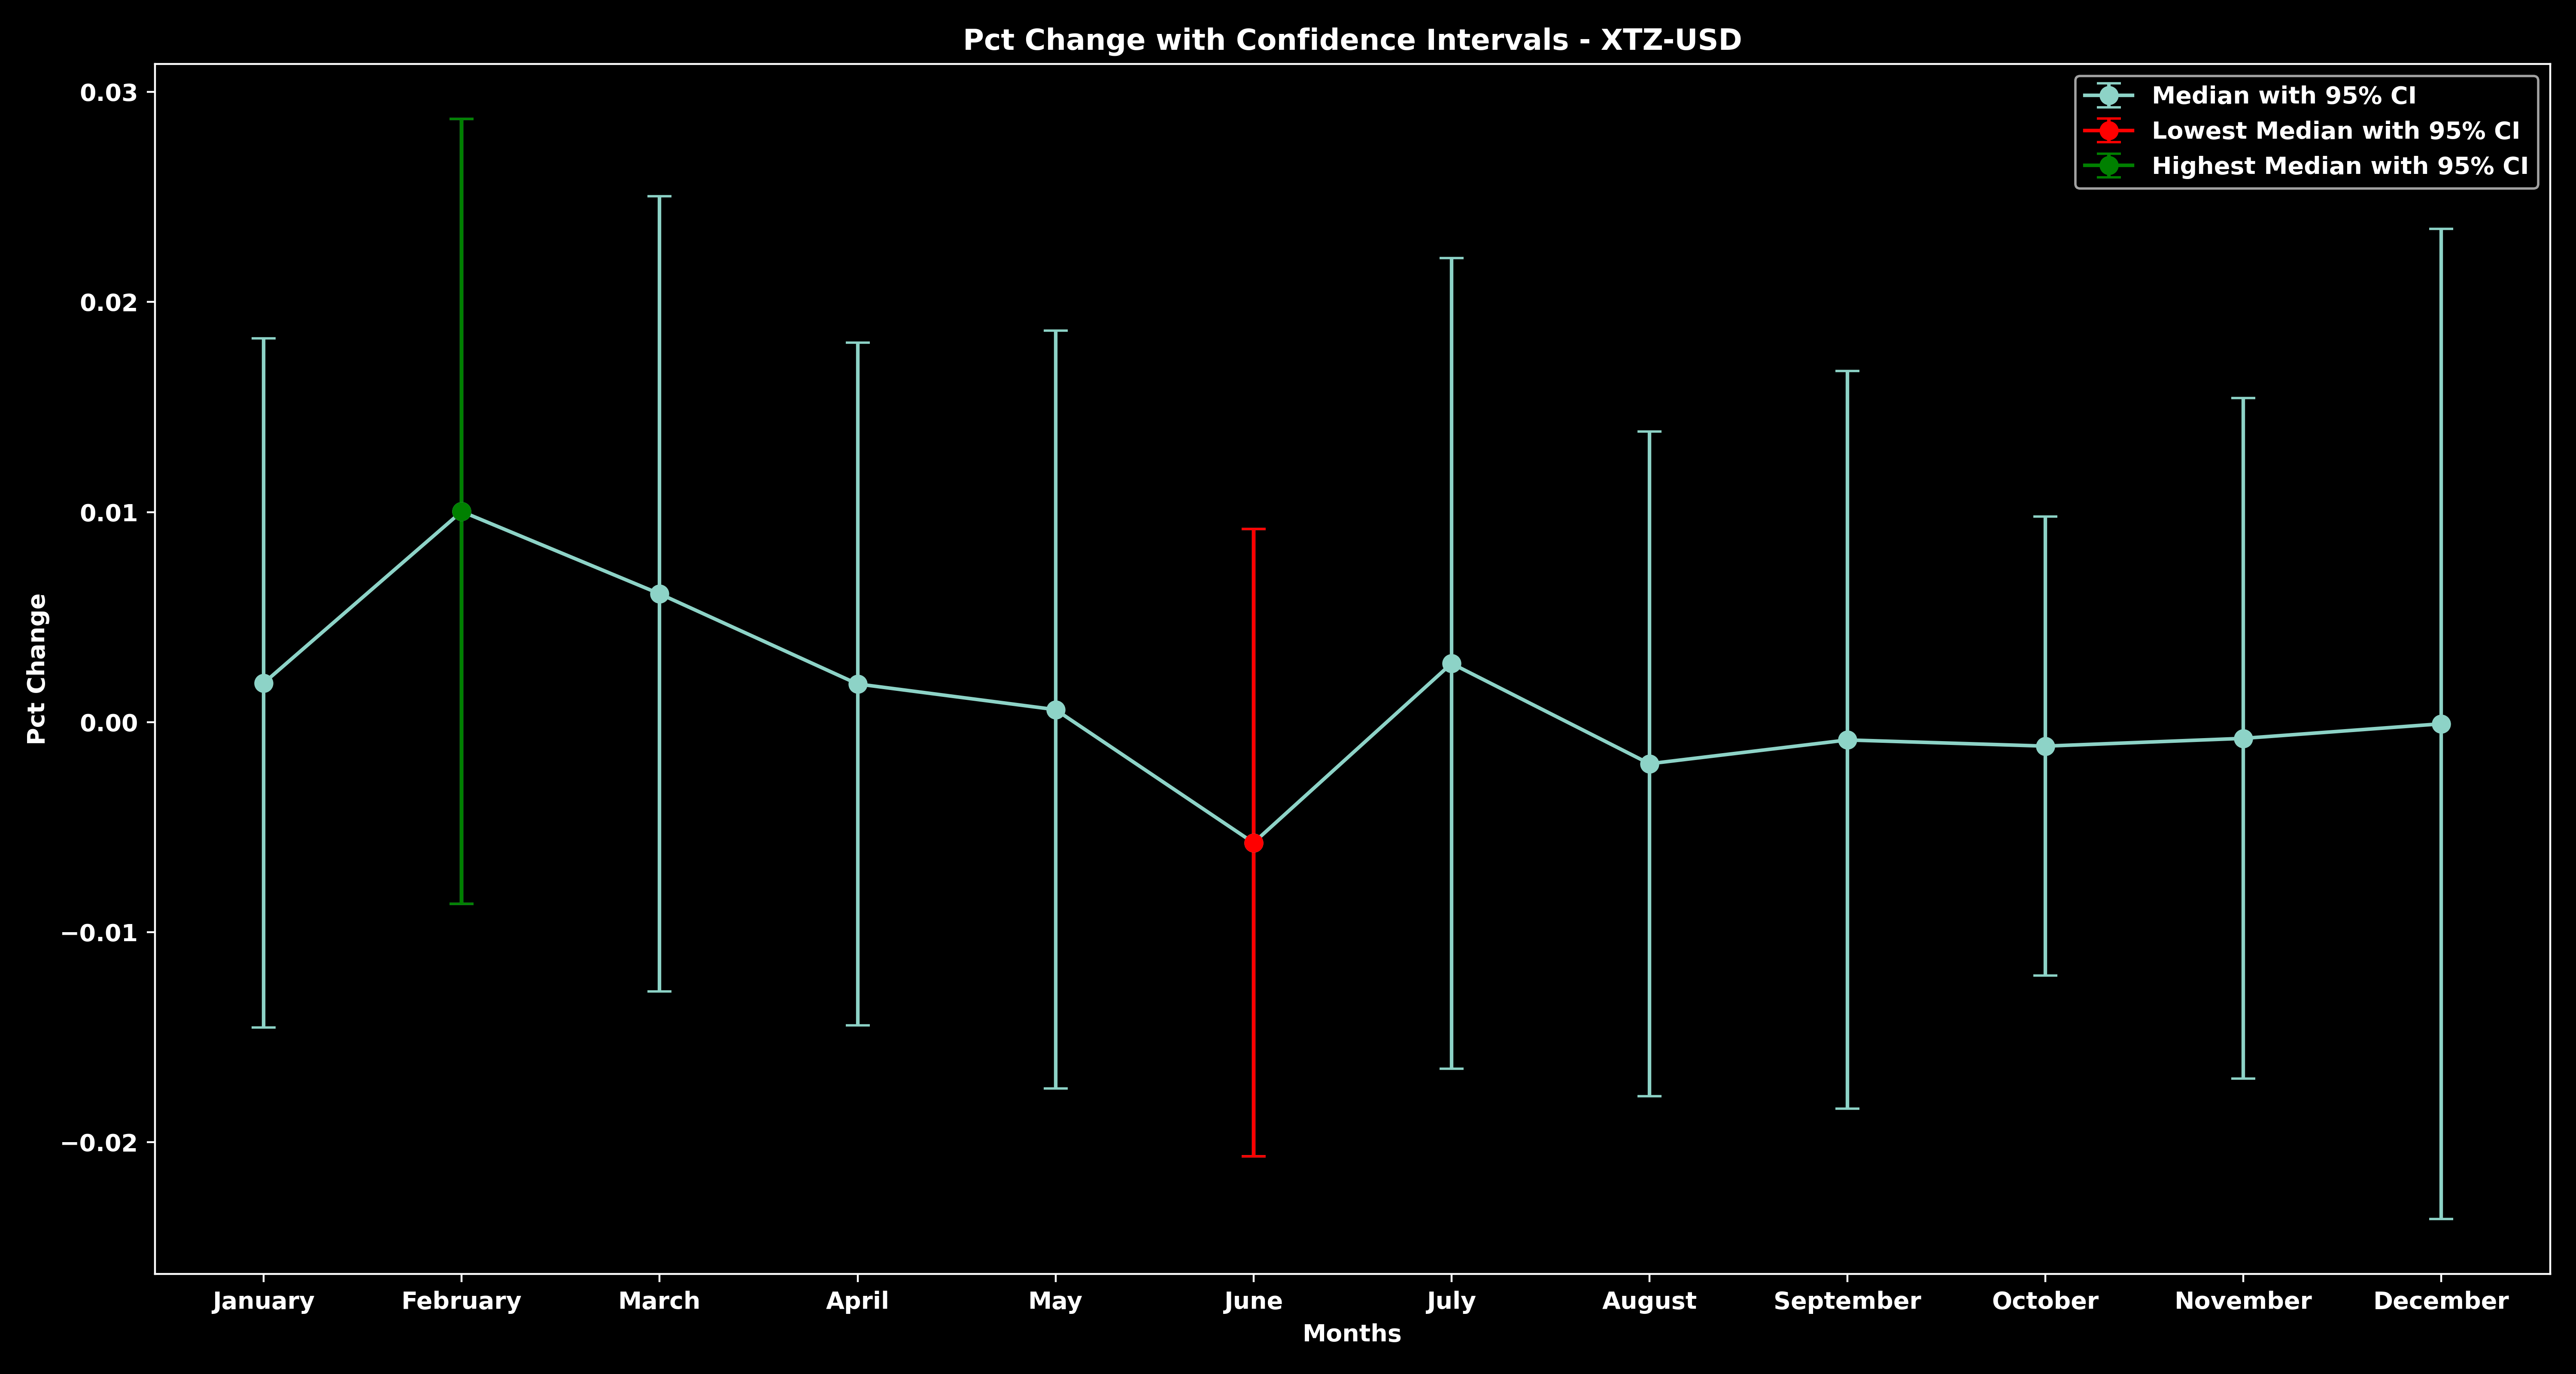 Pct Change with Confidence Intervals - XTZ-USD
Median with 95% CI
Lowest Median with 95% CI
Highest Median with 95% CI
Pct Change
0.03
0.02
0.01
0.00
−0.01
−0.02
January February March April May June July August September October November December
Months